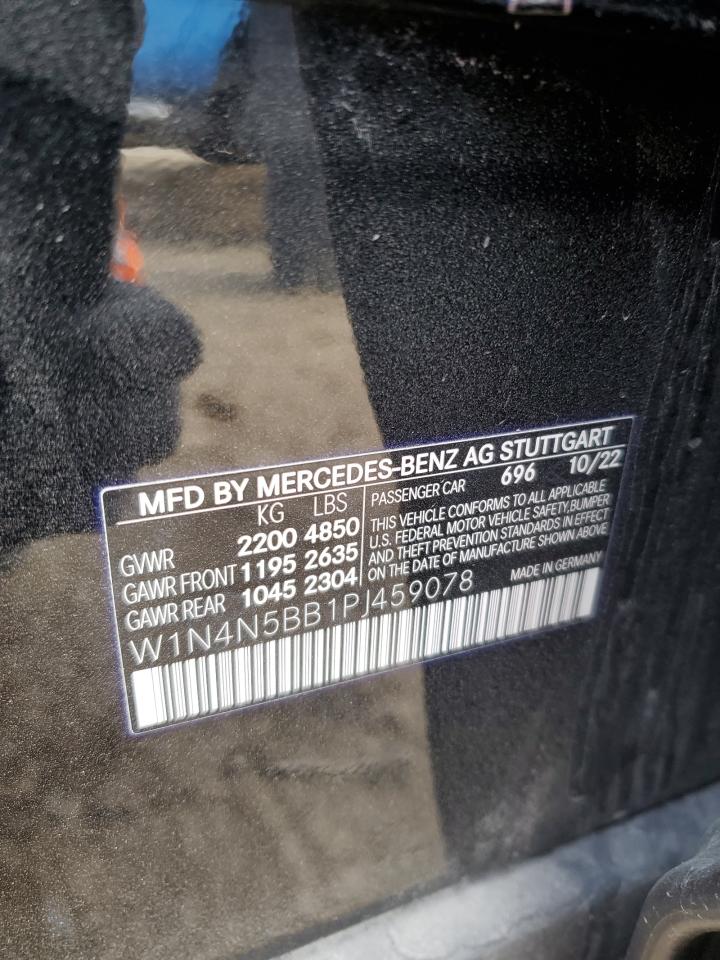 MFD BY MERCEDES-BENZ AG STUTTGART
KG LBS
GVWR 2200 4850
GAWR FRONT 1195 2635
GAWR REAR 1045 2304
PASSENGER CAR 696 10/22
THIS VEHICLE CONFORMS TO ALL APPLICABLE
U.S. FEDERAL MOTOR VEHICLE SAFETY, BUMPER
AND THEFT PREVENTION STANDARDS IN EFFECT
ON THE DATE OF MANUFACTURE SHOWN ABOVE
MADE IN GERMANY
W1N4N5BB1PJ459078